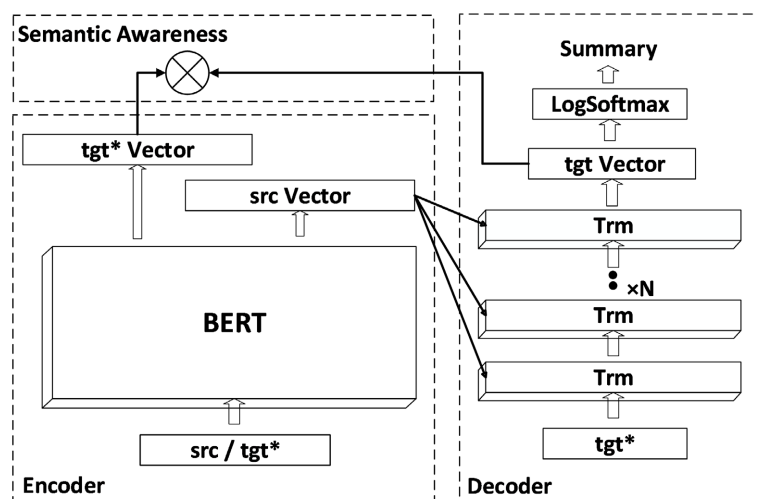 Semantic Awareness
tgt* Vector
src Vector
BERT
src / tgt*
Encoder
Summary
LogSoftmax
tgt Vector
Trm
×N
Trm
Trm
tgt*
Decoder